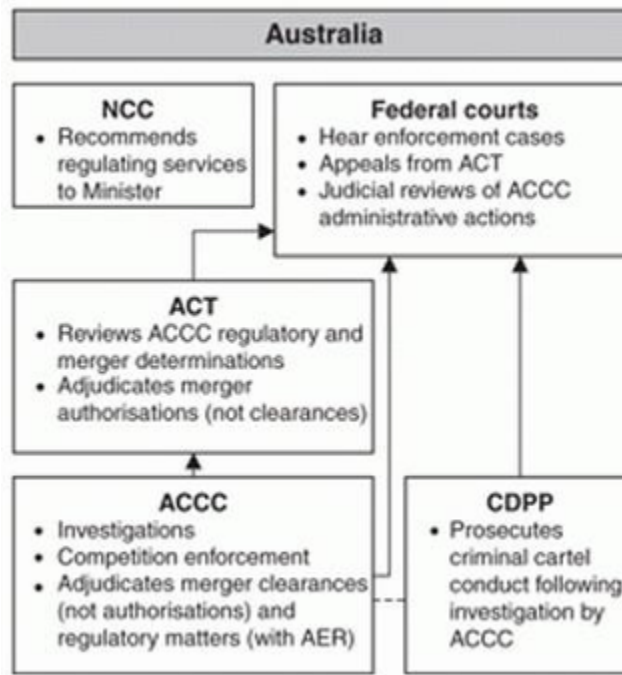 Australia
NCC
• Recommends
regulating services
to Minister
Federal courts
• Hear enforcement cases
• Appeals from ACT
• Judicial reviews of ACCC
administrative actions
ACT
• Reviews ACCC regulatory and
merger determinations
• Adjudicates merger
authorisations (not clearances)
ACCC
• Investigations
• Competition enforcement
• Adjudicates merger clearances
(not authorisations) and
regulatory matters (with AER)
CDPP
• Prosecutes
criminal cartel
conduct following
investigation by
ACCC